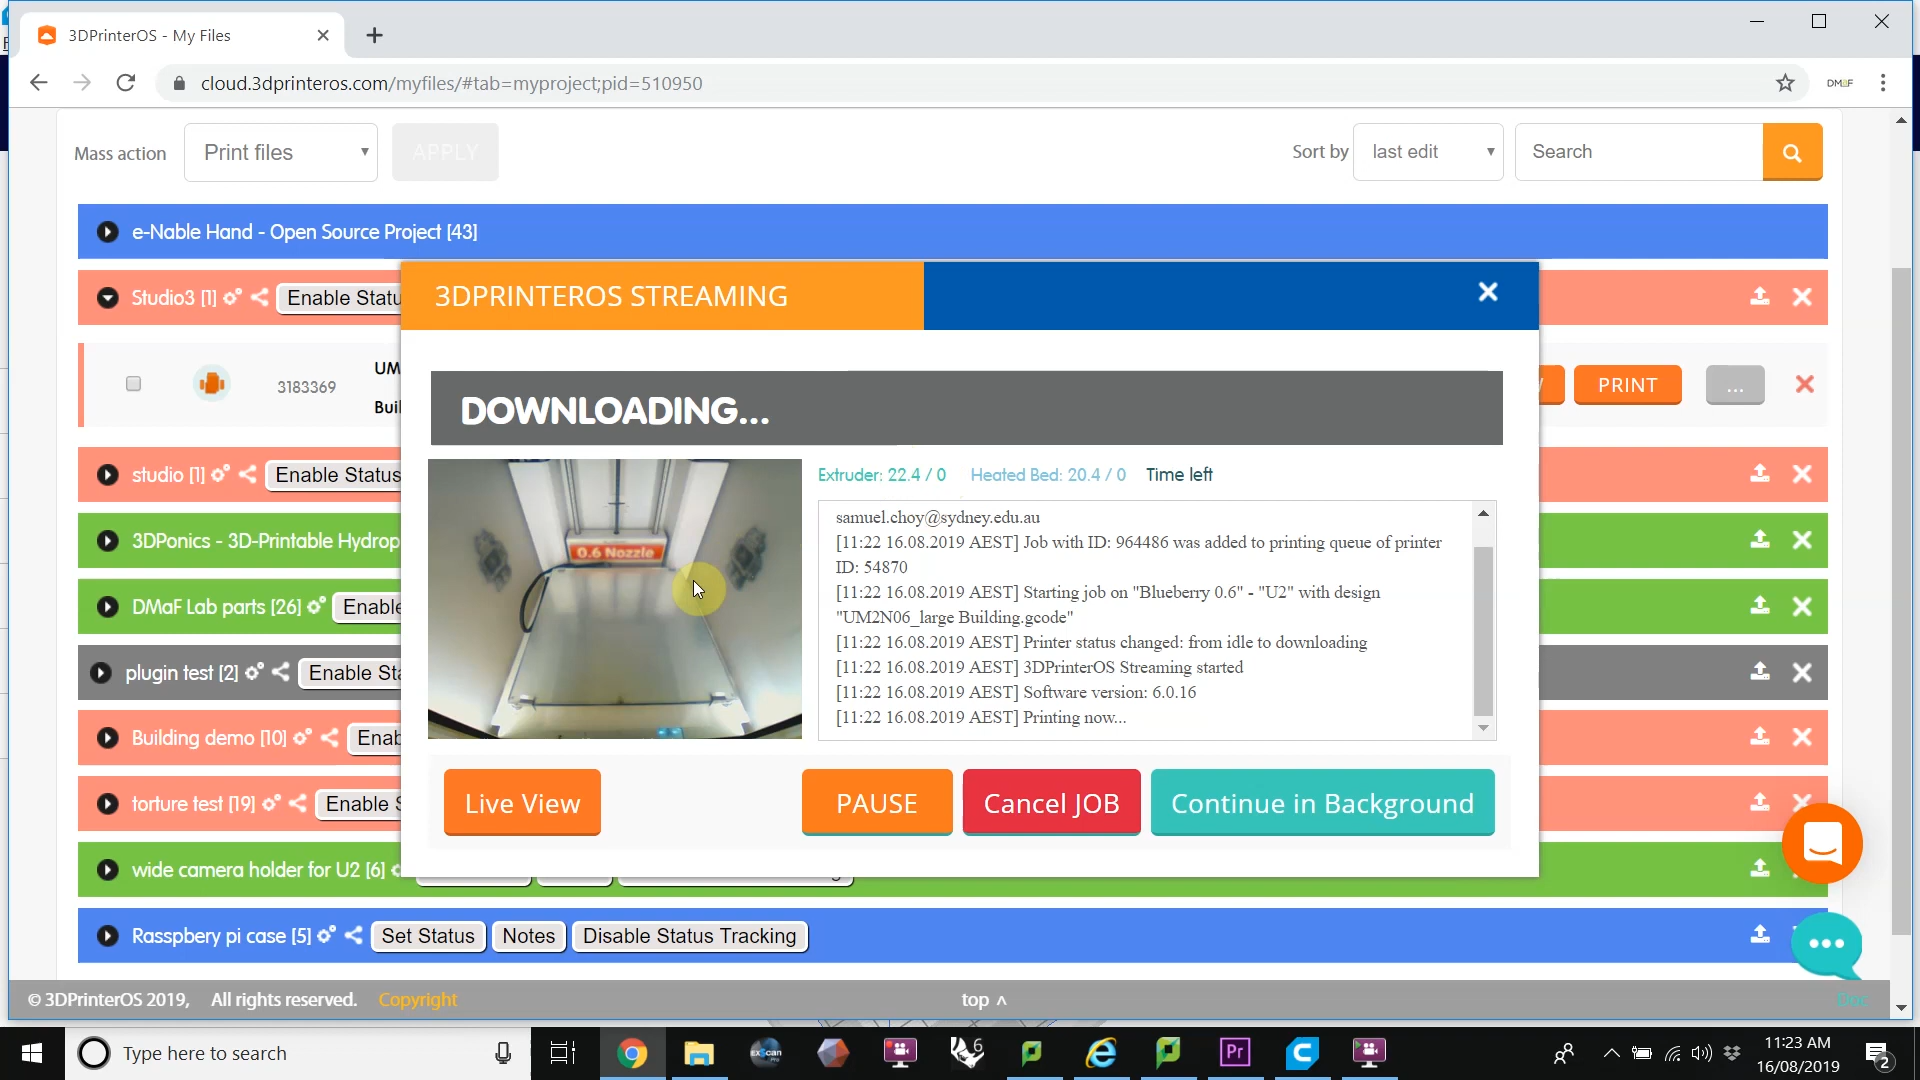 3DPrinterOS - My Files
cloud.3dprinteros.com/myfiles/#tab=myproject;pid=510950
DMaF
Mass action
Print files
APPLY
Sort by
last edit
Search
e-Nable Hand - Open Source Project [43]
Studio3 [1]
Enable Statu
3DPRINTEROS STREAMING
3183369
UM
Buil
PRINT
...
DOWNLOADING...
studio [1]
Enable Status
Extruder: 22.4 / 0
Heated Bed: 20.4 / 0
Time left
samuel.choy@sydney.edu.au
[11:22 16.08.2019 AEST] Job with ID: 964486 was added to printing queue of printer
ID: 54870
[11:22 16.08.2019 AEST] Starting job on "Blueberry 0.6" - "U2" with design
"UM2N06_large Building.gcode"
[11:22 16.08.2019 AEST] Printer status changed: from idle to downloading
[11:22 16.08.2019 AEST] 3DPrinterOS Streaming started
[11:22 16.08.2019 AEST] Software version: 6.0.16
[11:22 16.08.2019 AEST] Printing now...
0.6 Nozzle
3DPonics - 3D-Printable Hydrop
DMaF Lab parts [26]
Enable
plugin test [2]
Enable Sta
Building demo [10]
Enab
torture test [19]
Enable S
Live View
PAUSE
Cancel JOB
Continue in Background
wide camera holder for U2 [6]
Rasspbery pi case [5]
Set Status
Notes
Disable Status Tracking
© 3DPrinterOS 2019,
All rights reserved.
Copyright
top ^
Doc
Type here to search
exscan
Pro
6
Pr
11:23 AM
16/08/2019
2